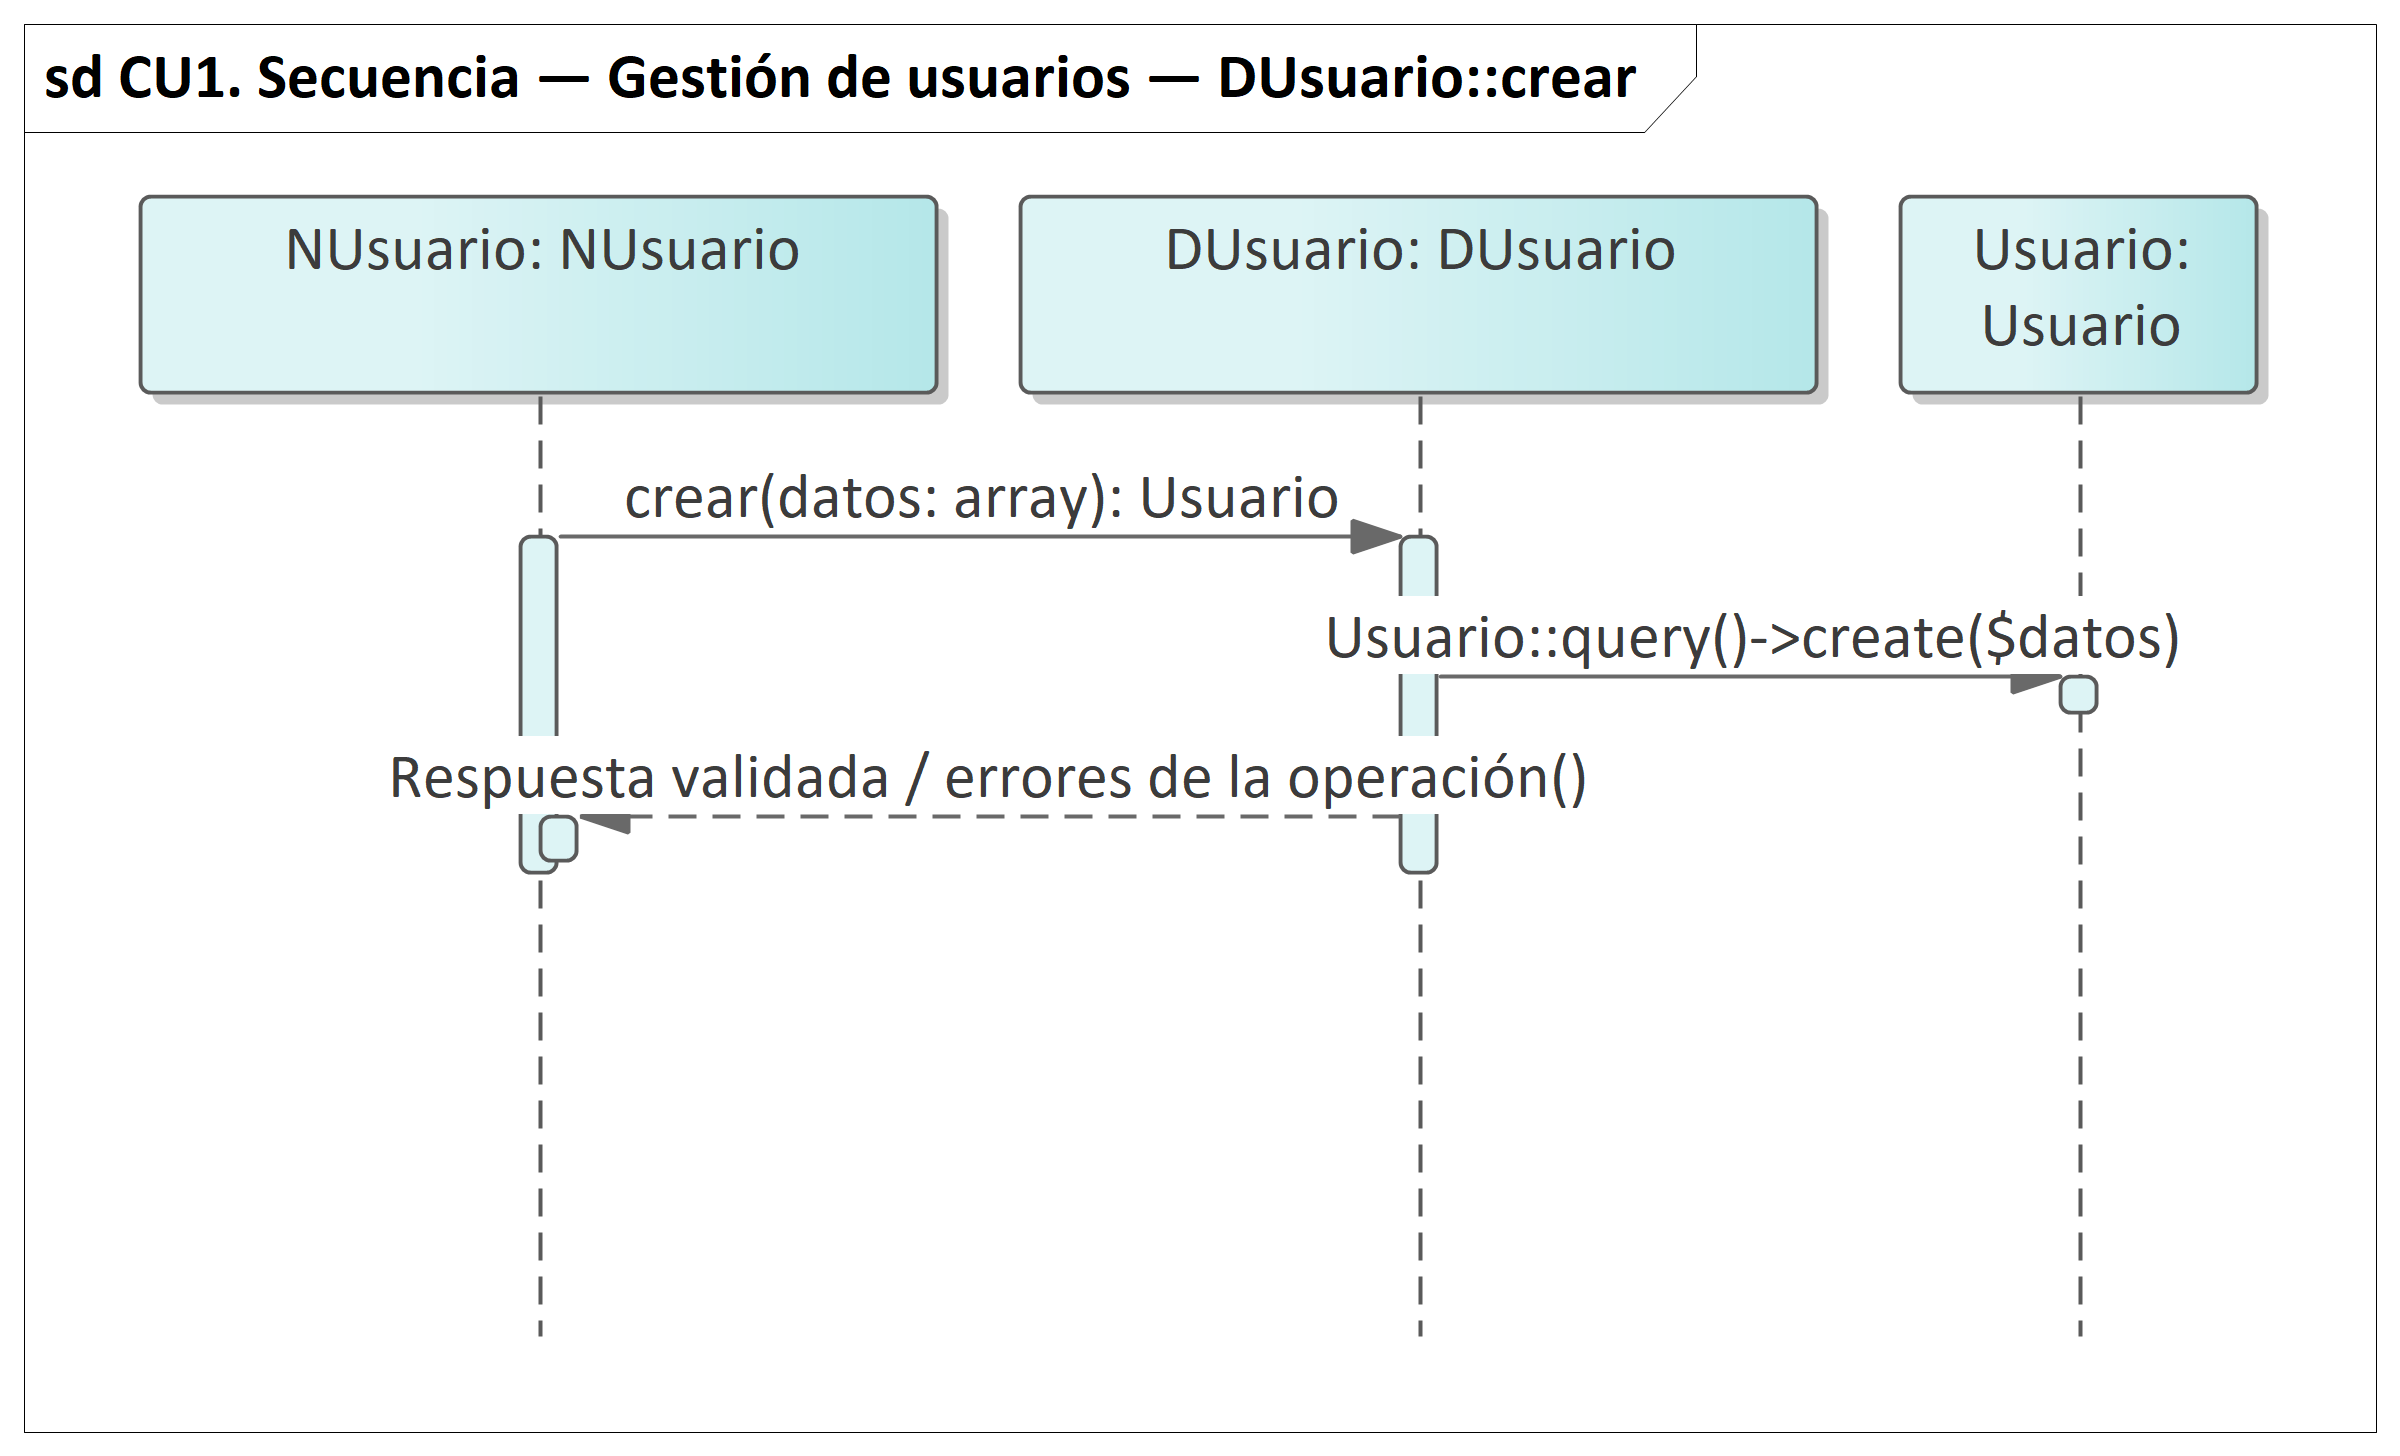 sd CU1. Secuencia — Gestión de usuarios — DUsuario::crear
NUsuario: NUsuario
DUsuario: DUsuario
Usuario:
Usuario
crear(datos: array): Usuario
Usuario::query()->create($datos)
Respuesta validada / errores de la operación()